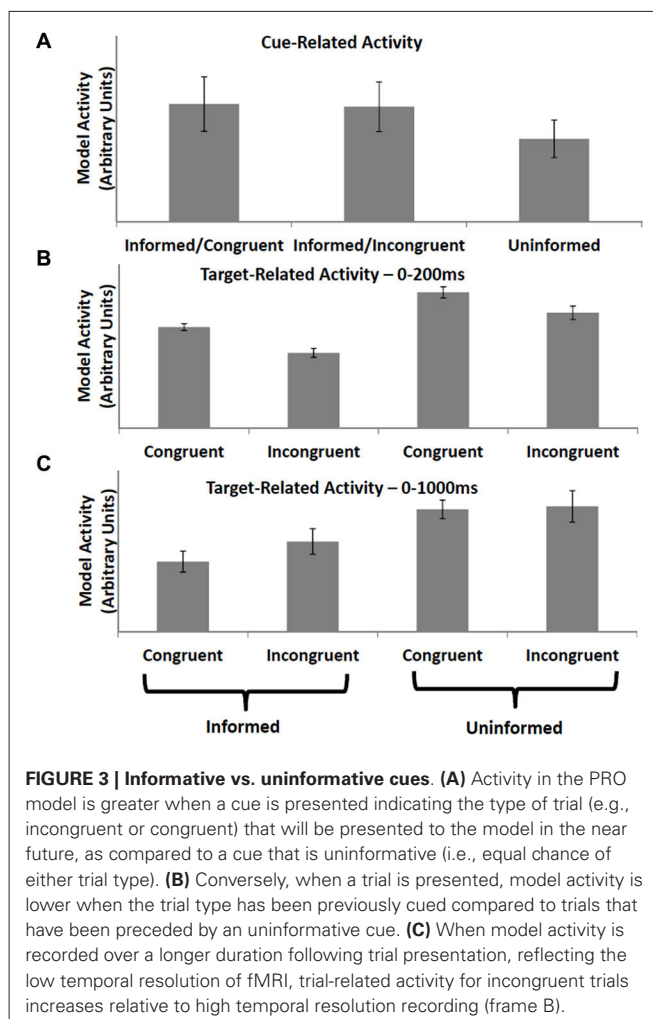 A
Cue-Related Activity
Model Activity
(Arbitrary Units)
Informed/Congruent Informed/Incongruent Uninformed
B
Target-Related Activity – 0-200ms
Model Activity
(Arbitrary Units)
Congruent Incongruent Congruent Incongruent
C
Target-Related Activity – 0-1000ms
Model Activity
(Arbitrary Units)
Congruent Incongruent Congruent Incongruent
Informed Uninformed
FIGURE 3 | Informative vs. uninformative cues. (A) Activity in the PRO
model is greater when a cue is presented indicating the type of trial (e.g.,
incongruent or congruent) that will be presented to the model in the near
future, as compared to a cue that is uninformative (i.e., equal chance of
either trial type). (B) Conversely, when a trial is presented, model activity is
lower when the trial type has been previously cued compared to trials that
have been preceded by an uninformative cue. (C) When model activity is
recorded over a longer duration following trial presentation, reflecting the
low temporal resolution of fMRI, trial-related activity for incongruent trials
increases relative to high temporal resolution recording (frame B).